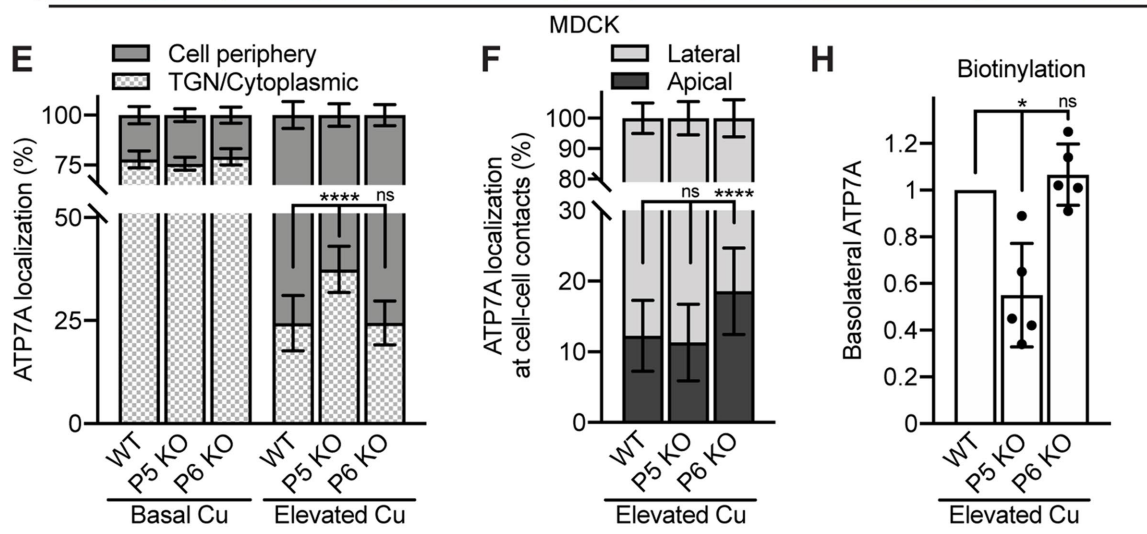 MDCK
E
Cell periphery
TGN/Cytoplasmic
ATP7A localization (%)
100
75
50
25
0
****
ns
WT
P5 KO
P6 KO
WT
P5 KO
P6 KO
Basal Cu
Elevated Cu
F
Lateral
Apical
ATP7A localization
at cell-cell contacts (%)
100
90
80
30
20
10
0
ns
****
WT
P5 KO
P6 KO
Elevated Cu
H
Biotinylation
Basolateral ATP7A
1.2
1
0.8
0.6
0.4
0.2
0
*
ns
WT
P5 KO
P6 KO
Elevated Cu